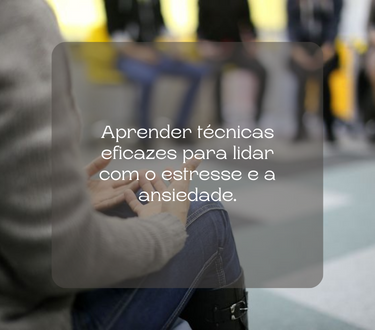 Aprender técnicas
eficazes para lidar
com o estresse e a
ansiedade.